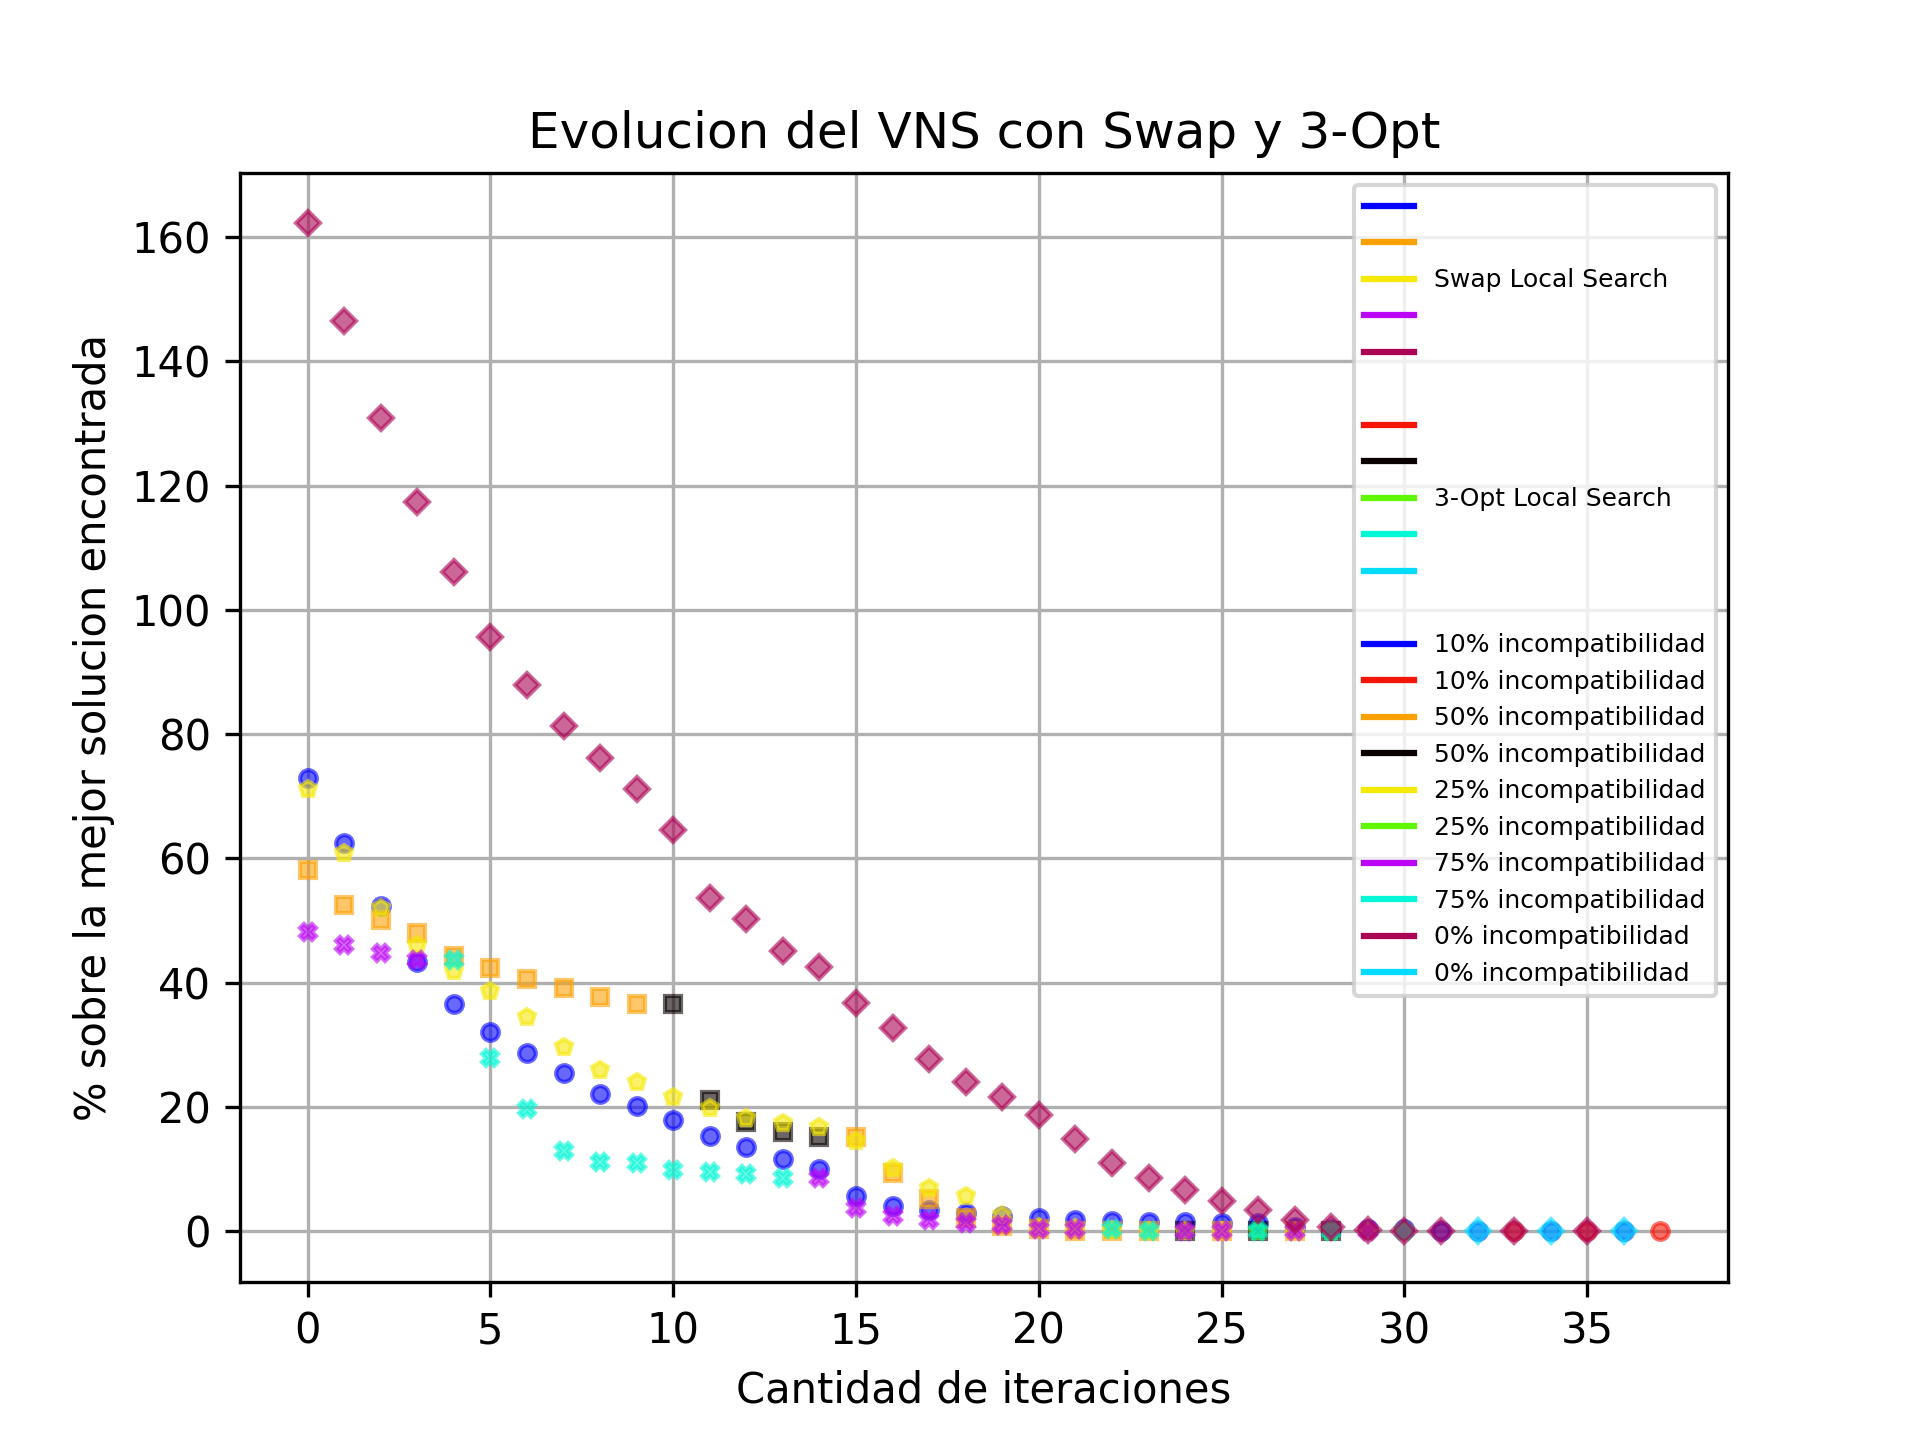 Evolucion del VNS con Swap y 3-Opt
% sobre la mejor solucion encontrada
160
140
120
100
80
60
40
20
0
Swap Local Search
3-Opt Local Search
10% incompatibilidad
10% incompatibilidad
50% incompatibilidad
50% incompatibilidad
25% incompatibilidad
25% incompatibilidad
75% incompatibilidad
75% incompatibilidad
0% incompatibilidad
0% incompatibilidad
0 5 10 15 20 25 30 35
Cantidad de iteraciones